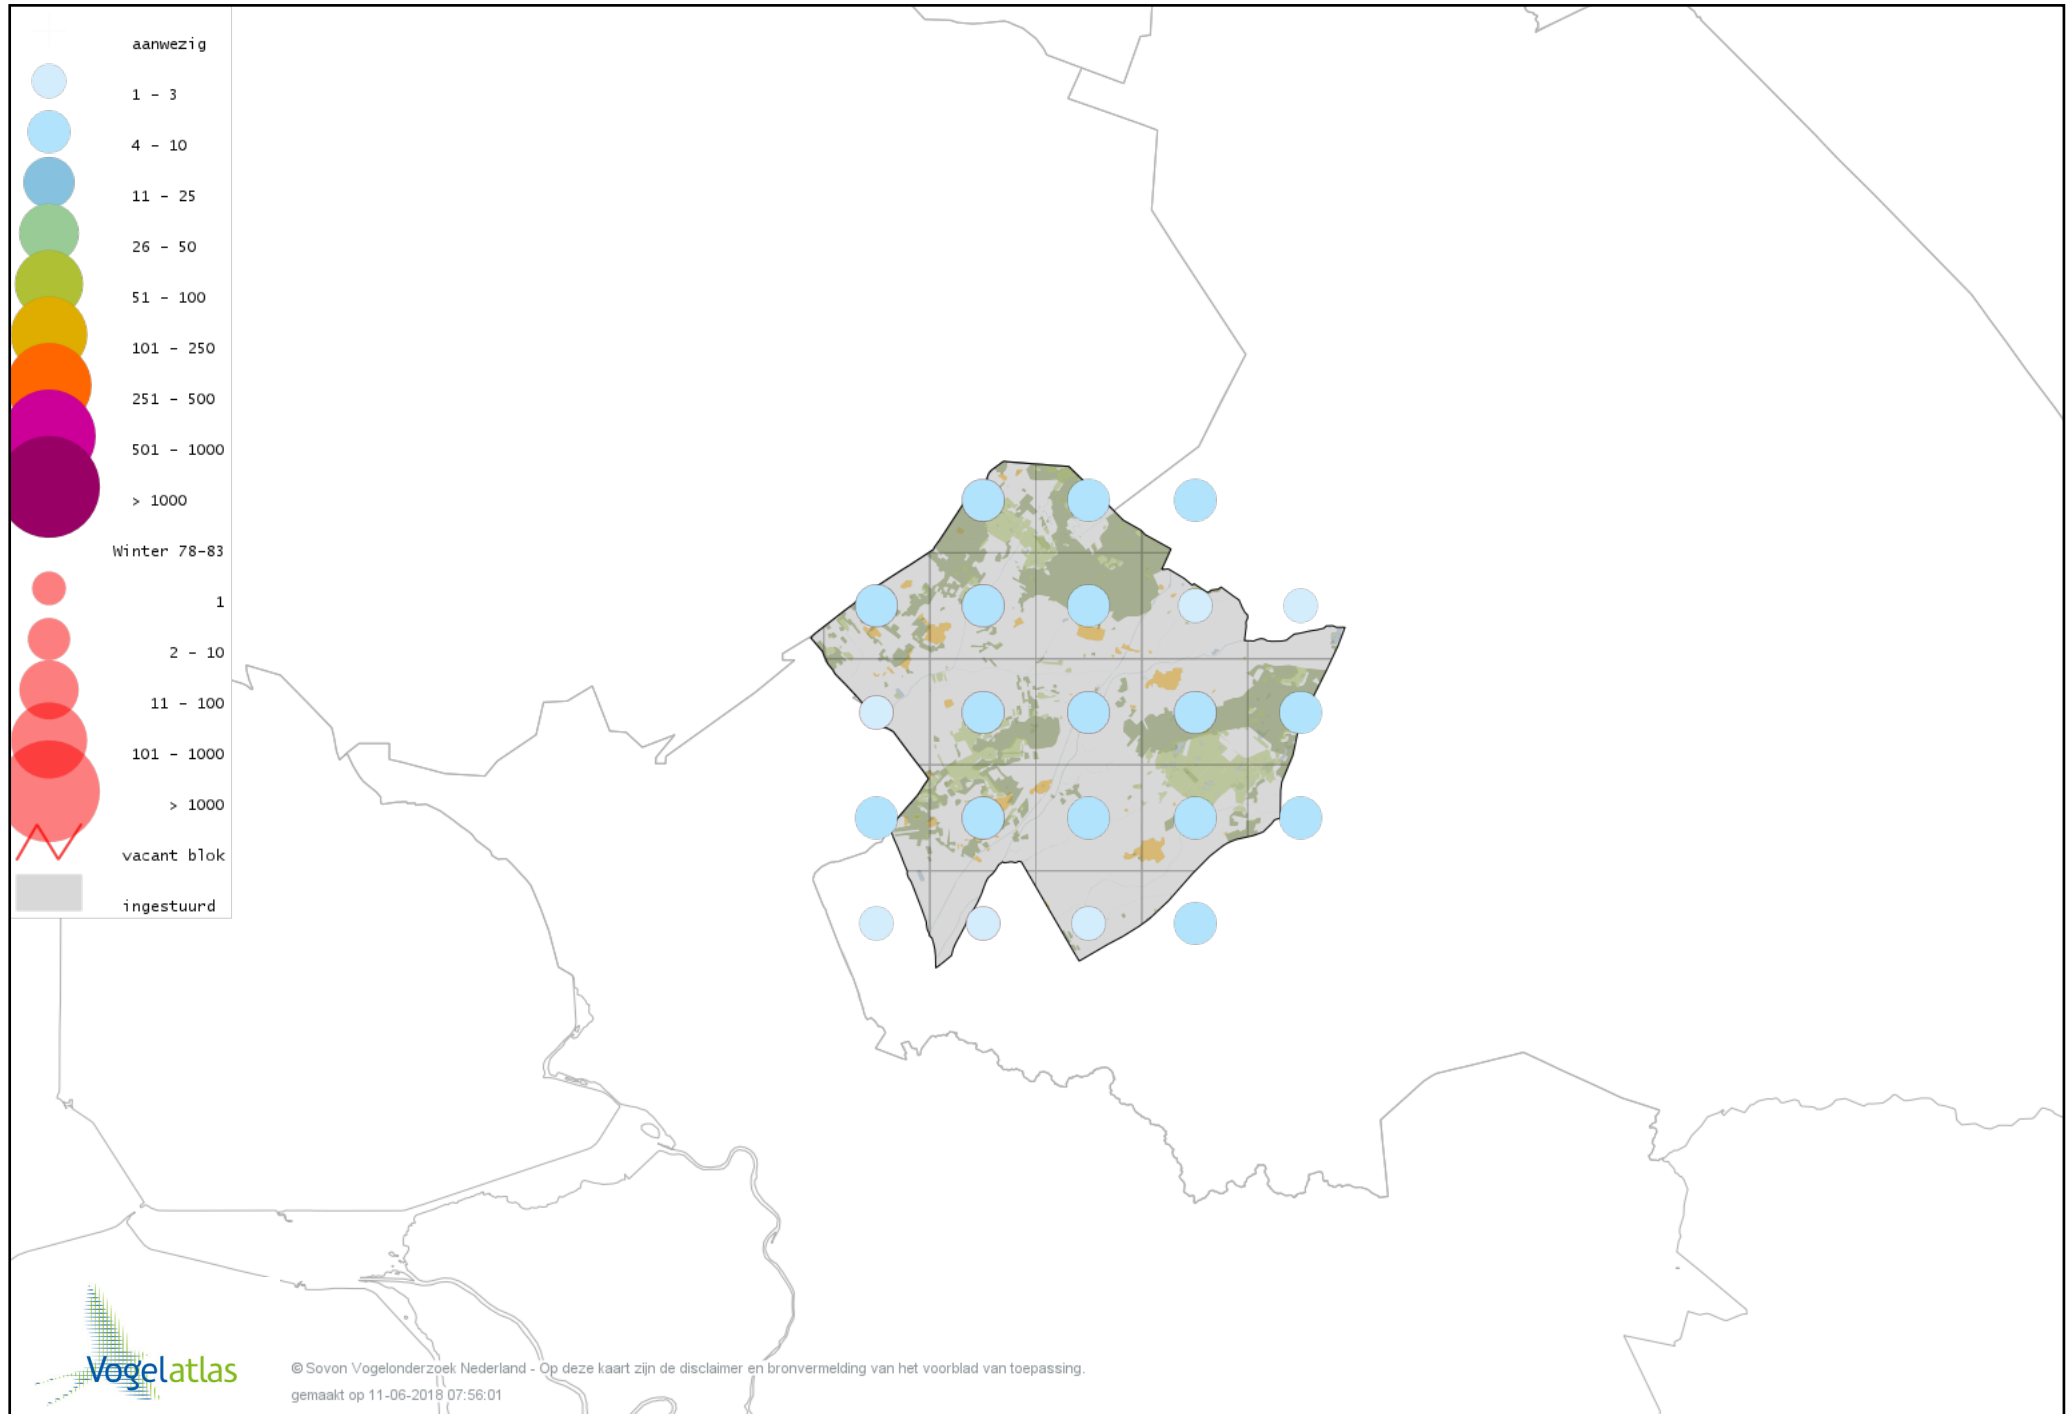 aanwezig
1 - 3
4 - 10
11 - 25
26 - 50
51 - 100
101 - 250
251 - 500
501 - 1000
> 1000
Winter 78-83
1
2 - 10
11 - 100
101 - 1000
> 1000
vacant blok
ingestuurd
Vogelatlas
© Sovon Vogelonderzoek Nederland - Op deze kaart zijn de disclaimer en bronvermelding van het voorblad van toepassing.
gemaakt op 11-06-2018 07:56:01